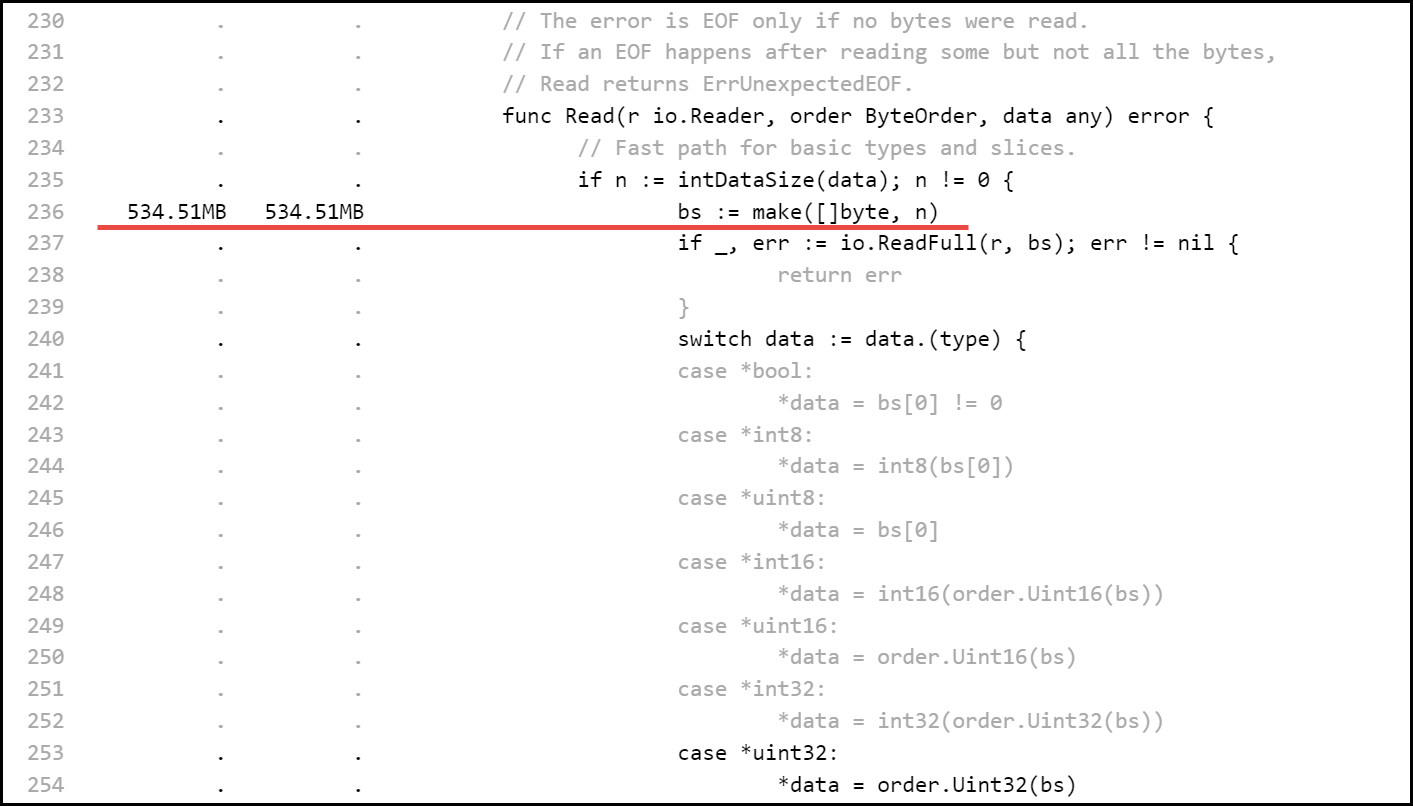 230 . . // The error is EOF only if no bytes were read.
231 . . // If an EOF happens after reading some but not all the bytes,
232 . . // Read returns ErrUnexpectedEOF.
233 . . func Read(r io.Reader, order ByteOrder, data any) error {
234 . . // Fast path for basic types and slices.
235 . . if n := intDataSize(data); n != 0 {
236 534.51MB 534.51MB bs := make([]byte, n)
237 . . if _, err := io.ReadFull(r, bs); err != nil {
238 . . return err
239 . . }
240 . . switch data := data.(type) {
241 . . case *bool:
242 . . *data = bs[0] != 0
243 . . case *int8:
244 . . *data = int8(bs[0])
245 . . case *uint8:
246 . . *data = bs[0]
247 . . case *int16:
248 . . *data = int16(order.Uint16(bs))
249 . . case *uint16:
250 . . *data = order.Uint16(bs)
251 . . case *int32:
252 . . *data = int32(order.Uint32(bs))
253 . . case *uint32:
254 . . *data = order.Uint32(bs)